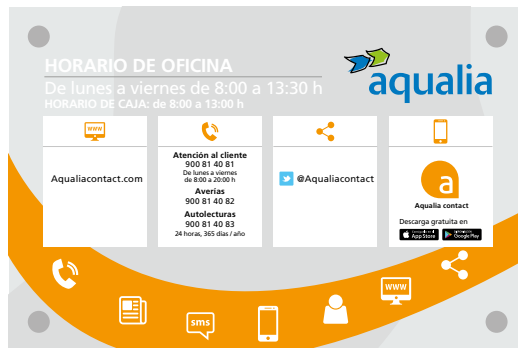 HORARIO DE OFICINA
De lunes a viernes de 8:00 a 13:30 h
HORARIO DE CAJA: de 8:00 a 13:00 h
aqualia
www
Aqualiacontact.com
Atención al cliente
900 81 40 81
De lunes a viernes
de 8:00 a 20:00 h
Averías
900 81 40 82
Autolecturas
900 81 40 83
24 horas, 365 días / año
@Aqualiacontact
a
Aqualia contact
Descarga gratuita en
App Store
Google Play
sms
www